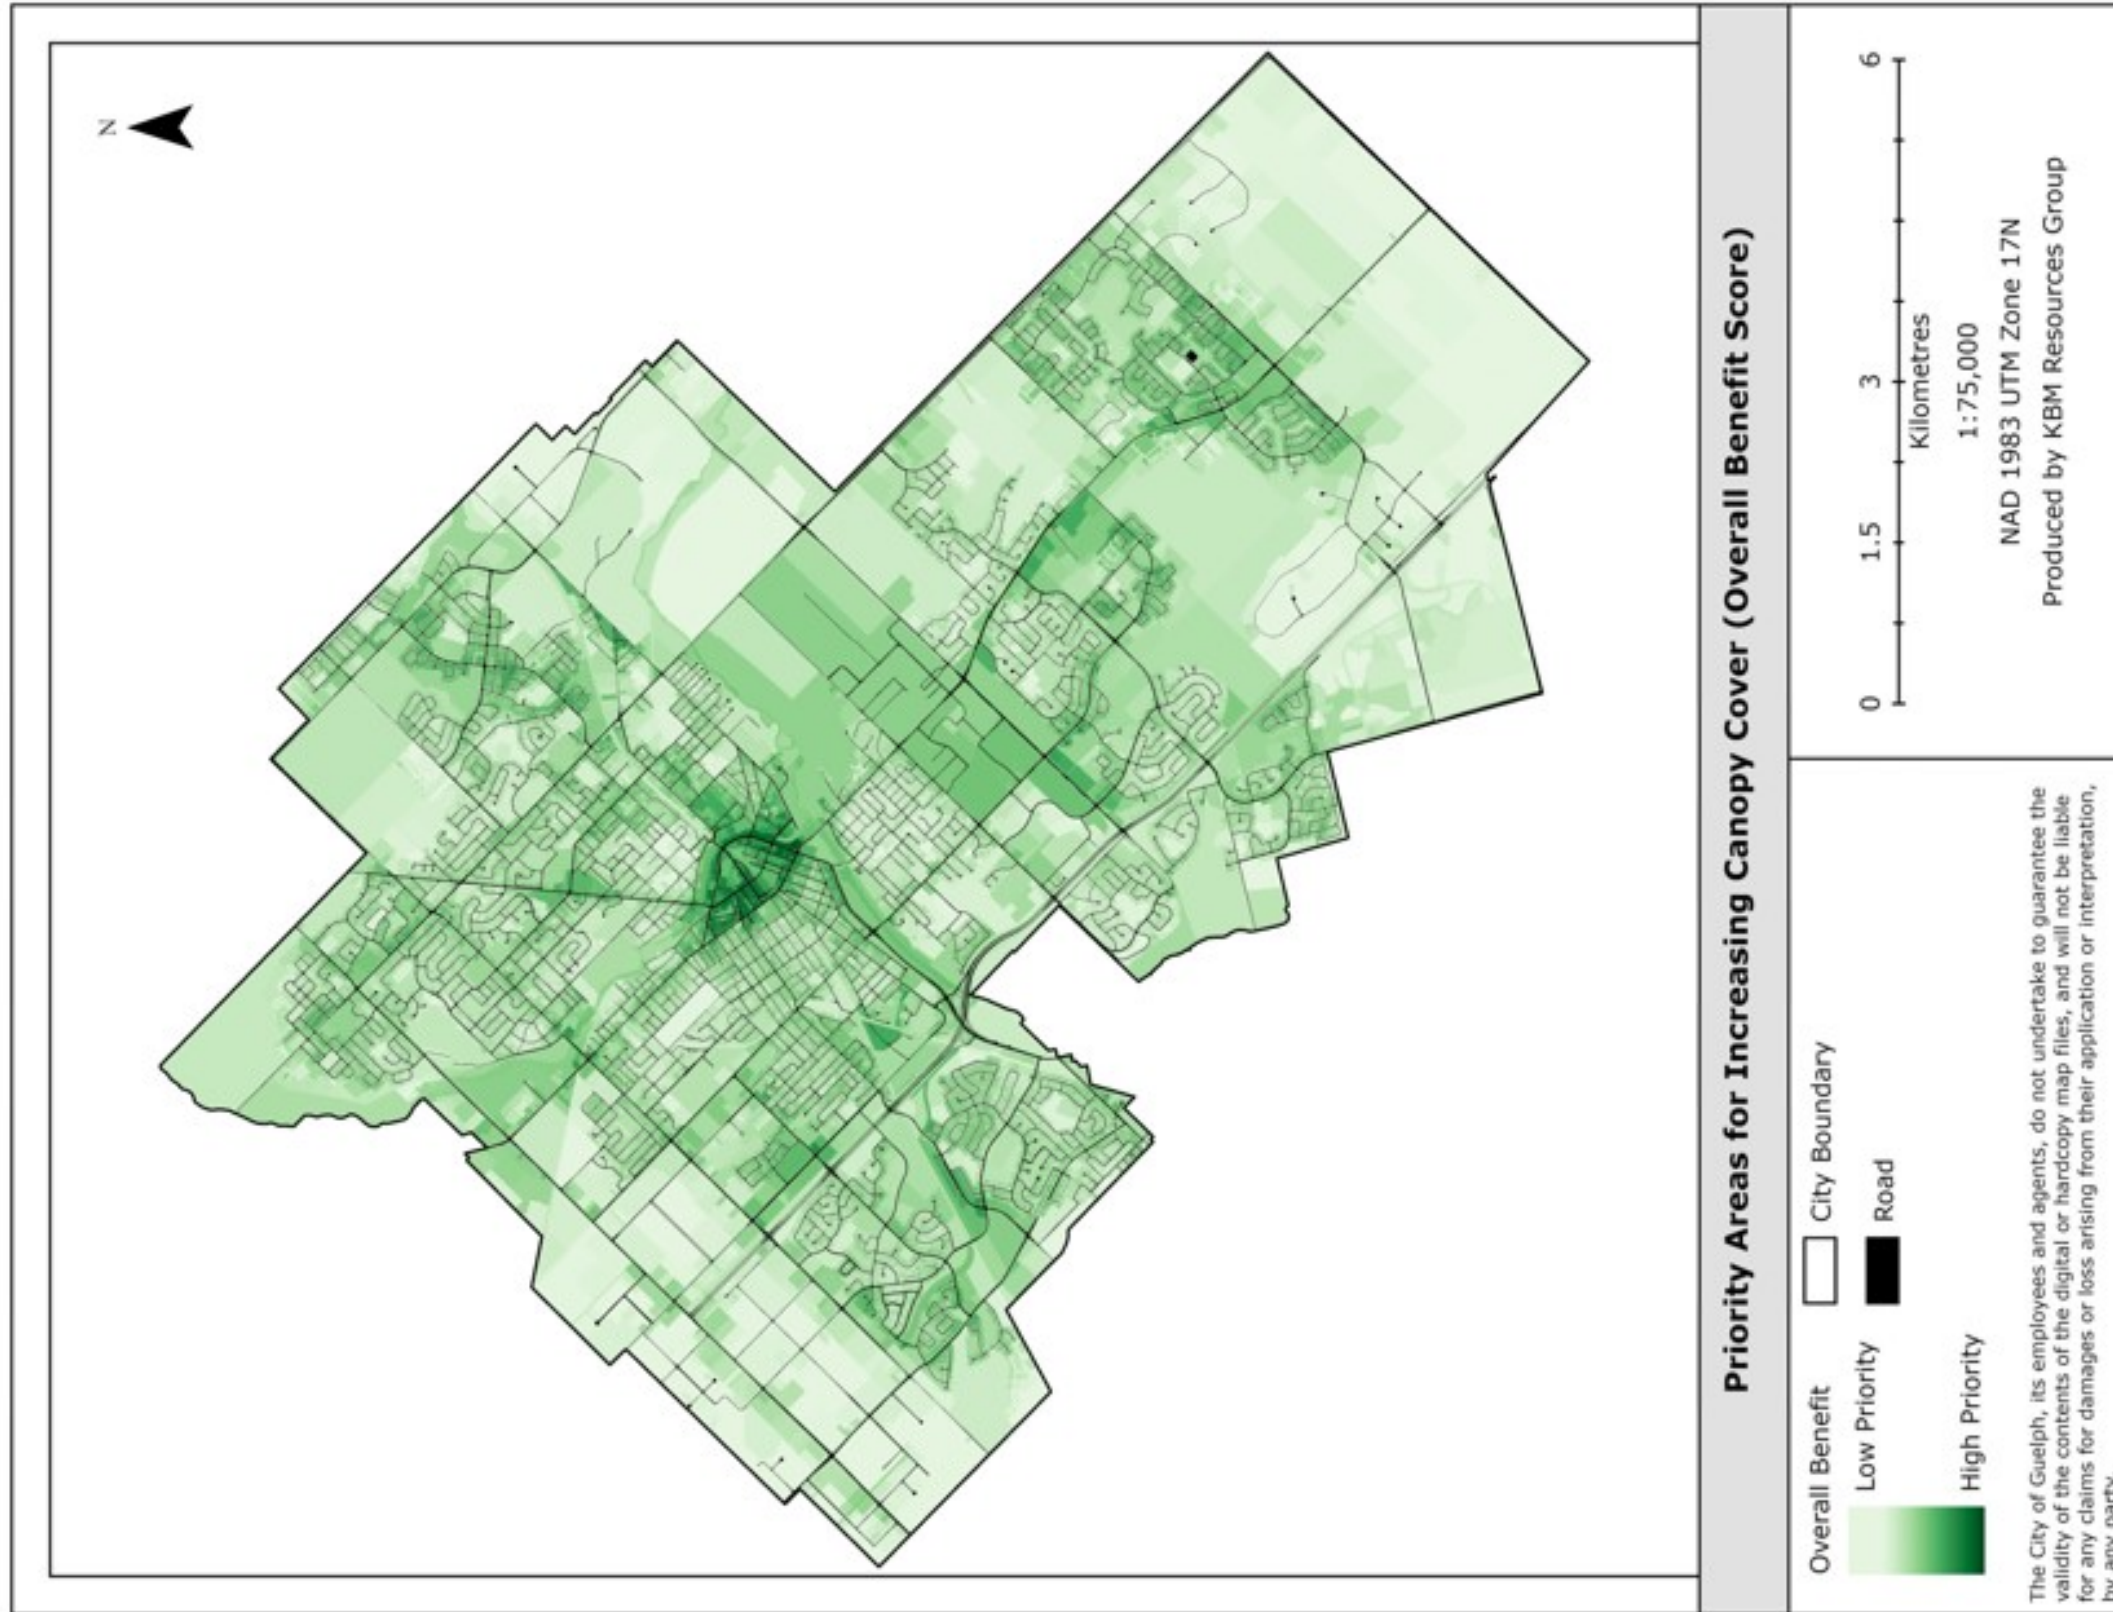 N
Priority Areas for Increasing Canopy Cover (Overall Benefit Score)
Overall Benefit
Low Priority
High Priority
City Boundary
Road
The City of Guelph, its employees and agents, do not undertake to guarantee the
validity of the contents of the digital or hardcopy map files, and will not be liable
for any claims for damages or loss arising from their application or interpretation,
by any party.
0 1.5 3 6
Kilometres
1:75,000
NAD 1983 UTM Zone 17N
Produced by KBM Resources Group